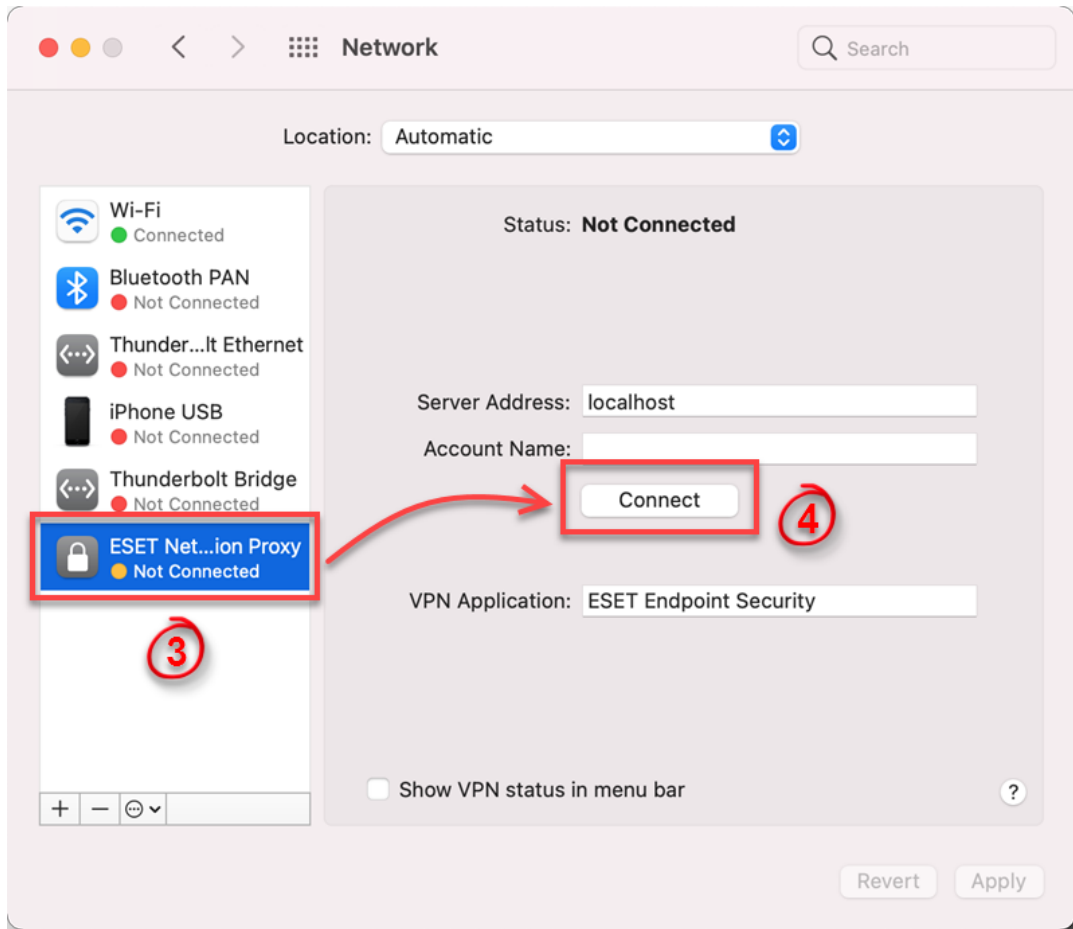 Network
Search
Location: Automatic
Wi-Fi
Connected
Bluetooth PAN
Not Connected
Thunder...lt Ethernet
Not Connected
iPhone USB
Not Connected
Thunderbolt Bridge
Not Connected
ESET Net...ion Proxy
Not Connected
3
Status: Not Connected
Server Address: localhost
Account Name:
Connect
4
VPN Application: ESET Endpoint Security
Show VPN status in menu bar
?
Revert
Apply